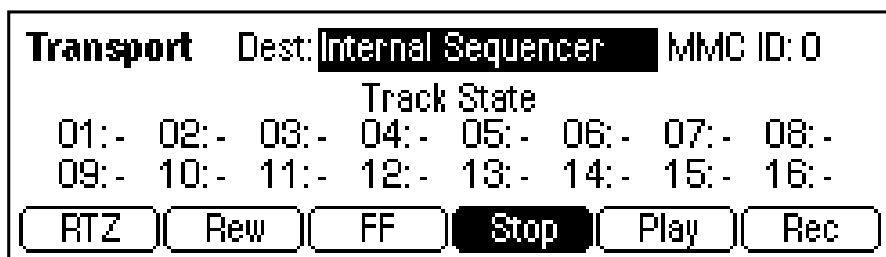 Transport Dest: Internal Sequencer MMC ID: 0
Track State
01: - 02: - 03: - 04: - 05: - 06: - 07: - 08: -
09: - 10: - 11: - 12: - 13: - 14: - 15: - 16: -
RTZ Rew FF Stop Play Rec